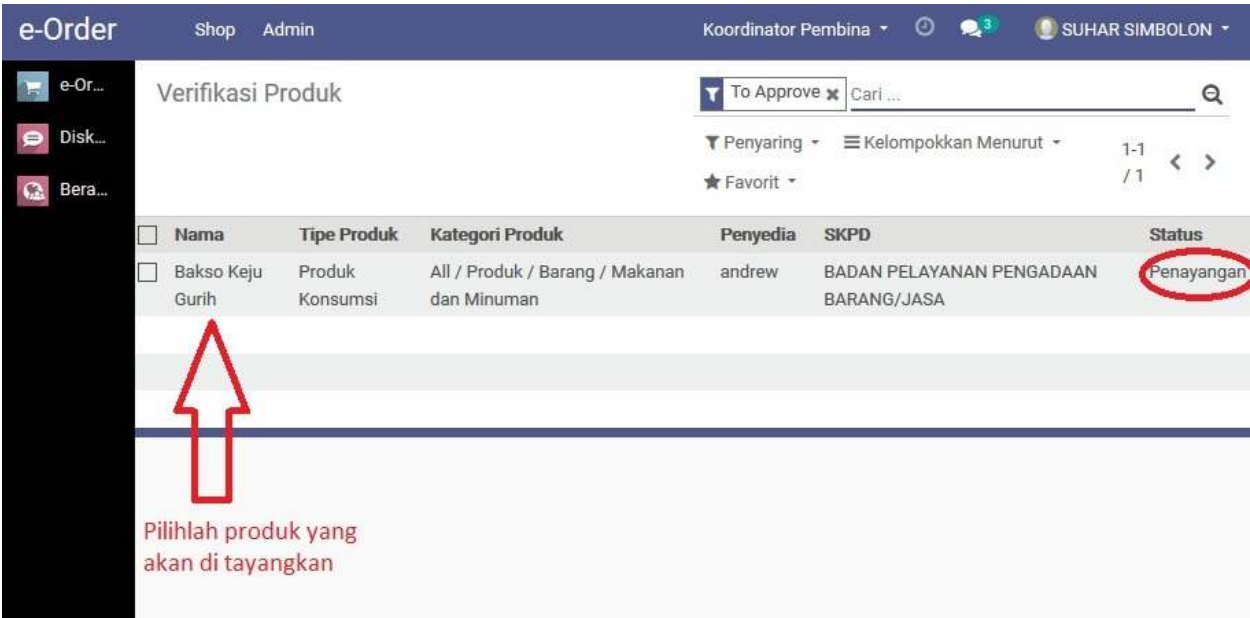 e-Order Shop Admin Koordinator Pembina 3 SUHAR SIMBOLON
e-Or...
Disk...
Bera...
Verifikasi Produk
To Approve Cari ...
Penyaring Kelompokkan Menurut
Favorit
1-1
/ 1
Nama Tipe Produk Kategori Produk Penyedia SKPD Status
Bakso Keju Produk All / Produk / Barang / Makanan andrew BADAN PELAYANAN PENGADAAN Penayangan
Gurih Konsumsi dan Minuman BARANG/JASA
Pilihlah produk yang
akan di tayangkan